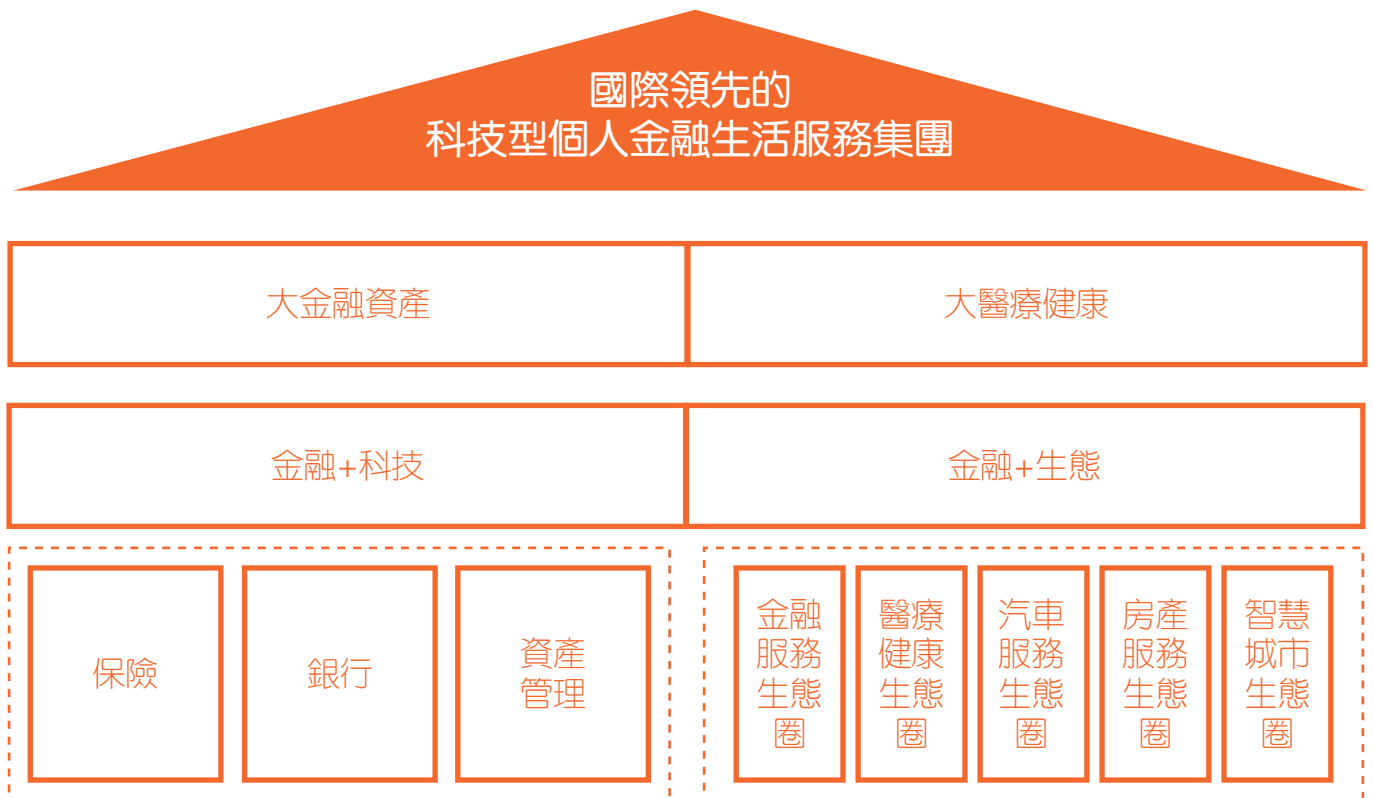 國際領先的
科技型個人金融生活服務集團
大金融資產
大醫療健康
金融+科技
金融+生態
保險
銀行
資產
管理
金融
服務
生態
圈
醫療
健康
生態
圈
汽車
服務
生態
圈
房產
服務
生態
圈
智慧
城市
生態
圈